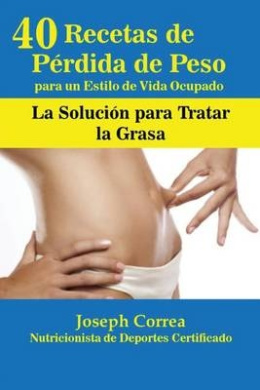 40 Recetas de
Pérdida de Peso
para un Estilo de Vida Ocupado
La Solución para Tratar
la Grasa
Joseph Correa
Nutricionista de Deportes Certificado